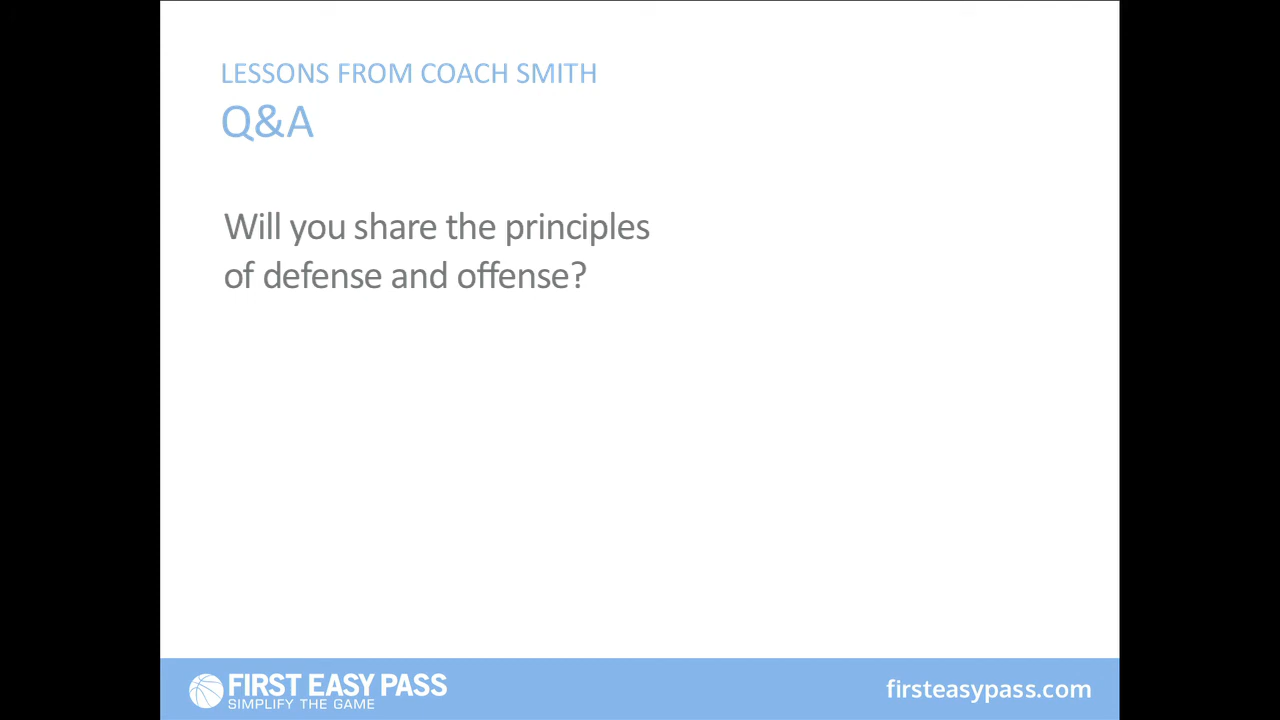 LESSONS FROM COACH SMITH
Q&A
Will you share the principles
of defense and offense?
FIRST EASY PASS
SIMPLIFY THE GAME
firsteasypass.com